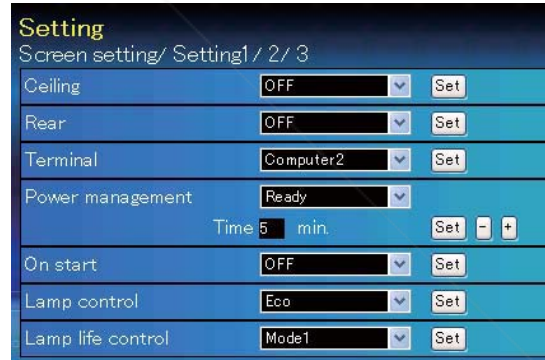 Setting
Screen setting/ Setting1/ 2/ 3
Ceiling OFF Set
Rear OFF Set
Terminal Computer2 Set
Power management Ready
Time 5 min. Set - +
On start OFF Set
Lamp control Eco Set
Lamp life control Mode1 Set